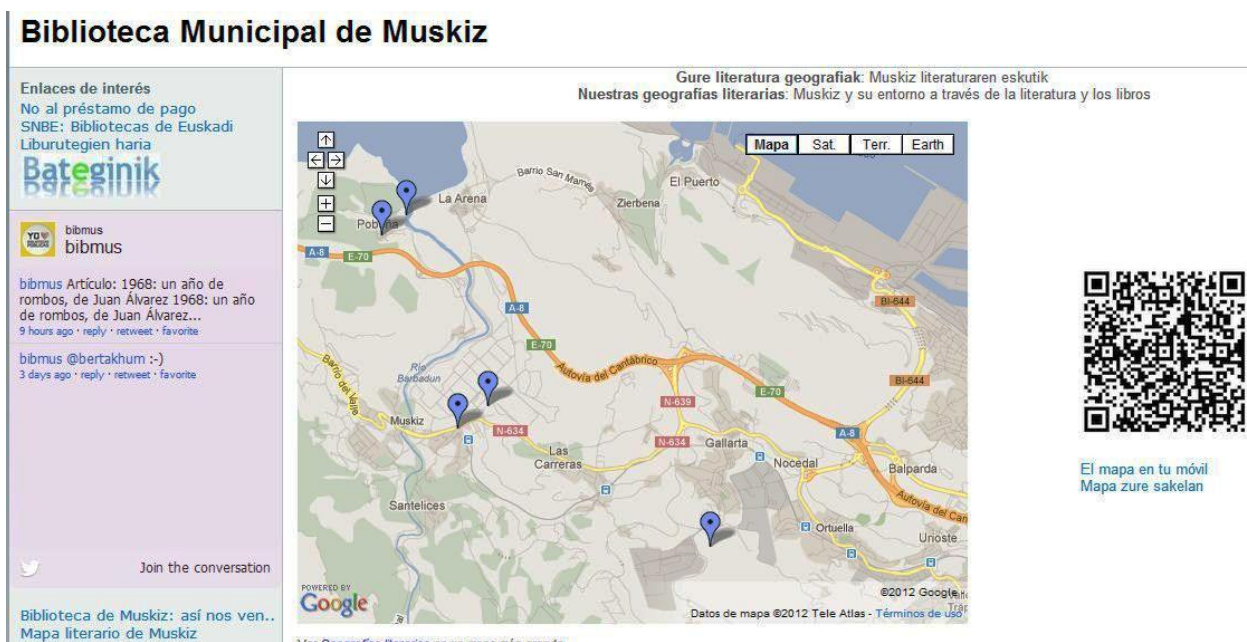 Biblioteca Municipal de Muskiz
Enlaces de interés
No al préstamo de pago
SNBE: Bibliotecas de Euskadi
Liburutegien haria
Bateginik
bibmus
bibmus
bibmus Artículo: 1968: un año de
rombos, de Juan Álvarez 1968: un año
de rombos, de Juan Álvarez...
9 hours ago · reply · retweet · favorite
bibmus @bertakhum :-)
3 days ago · reply · retweet · favorite
Join the conversation
Biblioteca de Muskiz: así nos ven..
Mapa literario de Muskiz
Gure literatura geografiak: Muskiz literaturaren eskutik
Nuestras geografías literarias: Muskiz y su entorno a través de la literatura y los libros
Mapa Sat. Terr. Earth
Barrio San Mamés
El Puerto
La Arena
Zierbena
Pobeña
A-8 E-70
BI-644
A-8
E-70
Autovía del Cantábrico
Río
Barbadun
Barrio del Valle
E-70
BI-644
N-639
Muskiz
N-634
N-634
Gallarta
A-8
Las
Carreras
Nocedal
Balparda
Santelices
Autovía del Can
Ortuella
Urioste
POWERED BY
Google
©2012 Google
Datos de mapa ©2012 Tele Atlas - Términos de uso
El mapa en tu móvil
Mapa zure sakelan